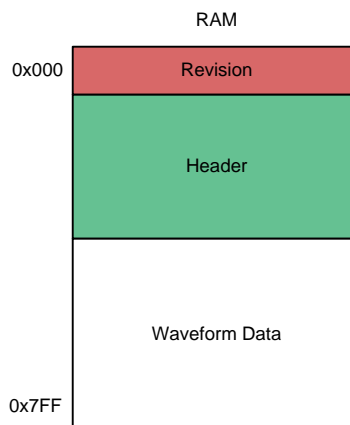 RAM
0x000
Revision
Header
Waveform Data
0x7FF